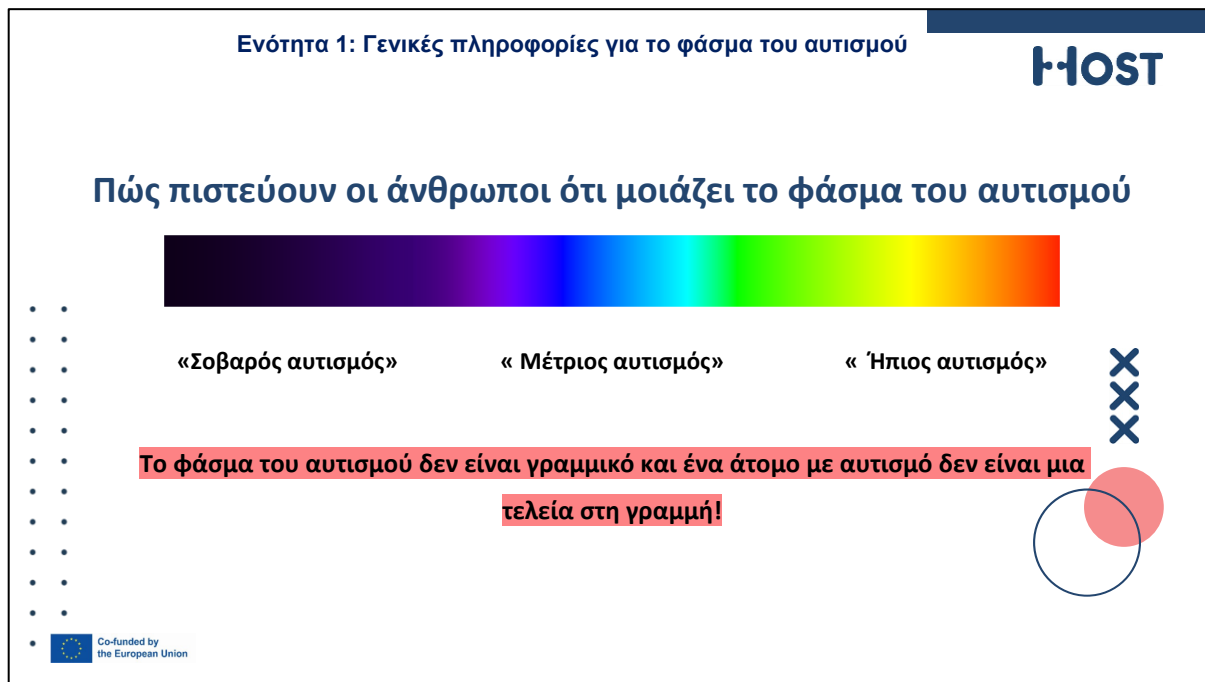 Ενότητα 1: Γενικές πληροφορίες για το φάσμα του αυτισμού
HOST
Πώς πιστεύουν οι άνθρωποι ότι μοιάζει το φάσμα του αυτισμού
«Σοβαρός αυτισμός» « Μέτριος αυτισμός» « Ήπιος αυτισμός»
Το φάσμα του αυτισμού δεν είναι γραμμικό και ένα άτομο με αυτισμό δεν είναι μια
τελεία στη γραμμή!
Co-funded by
the European Union